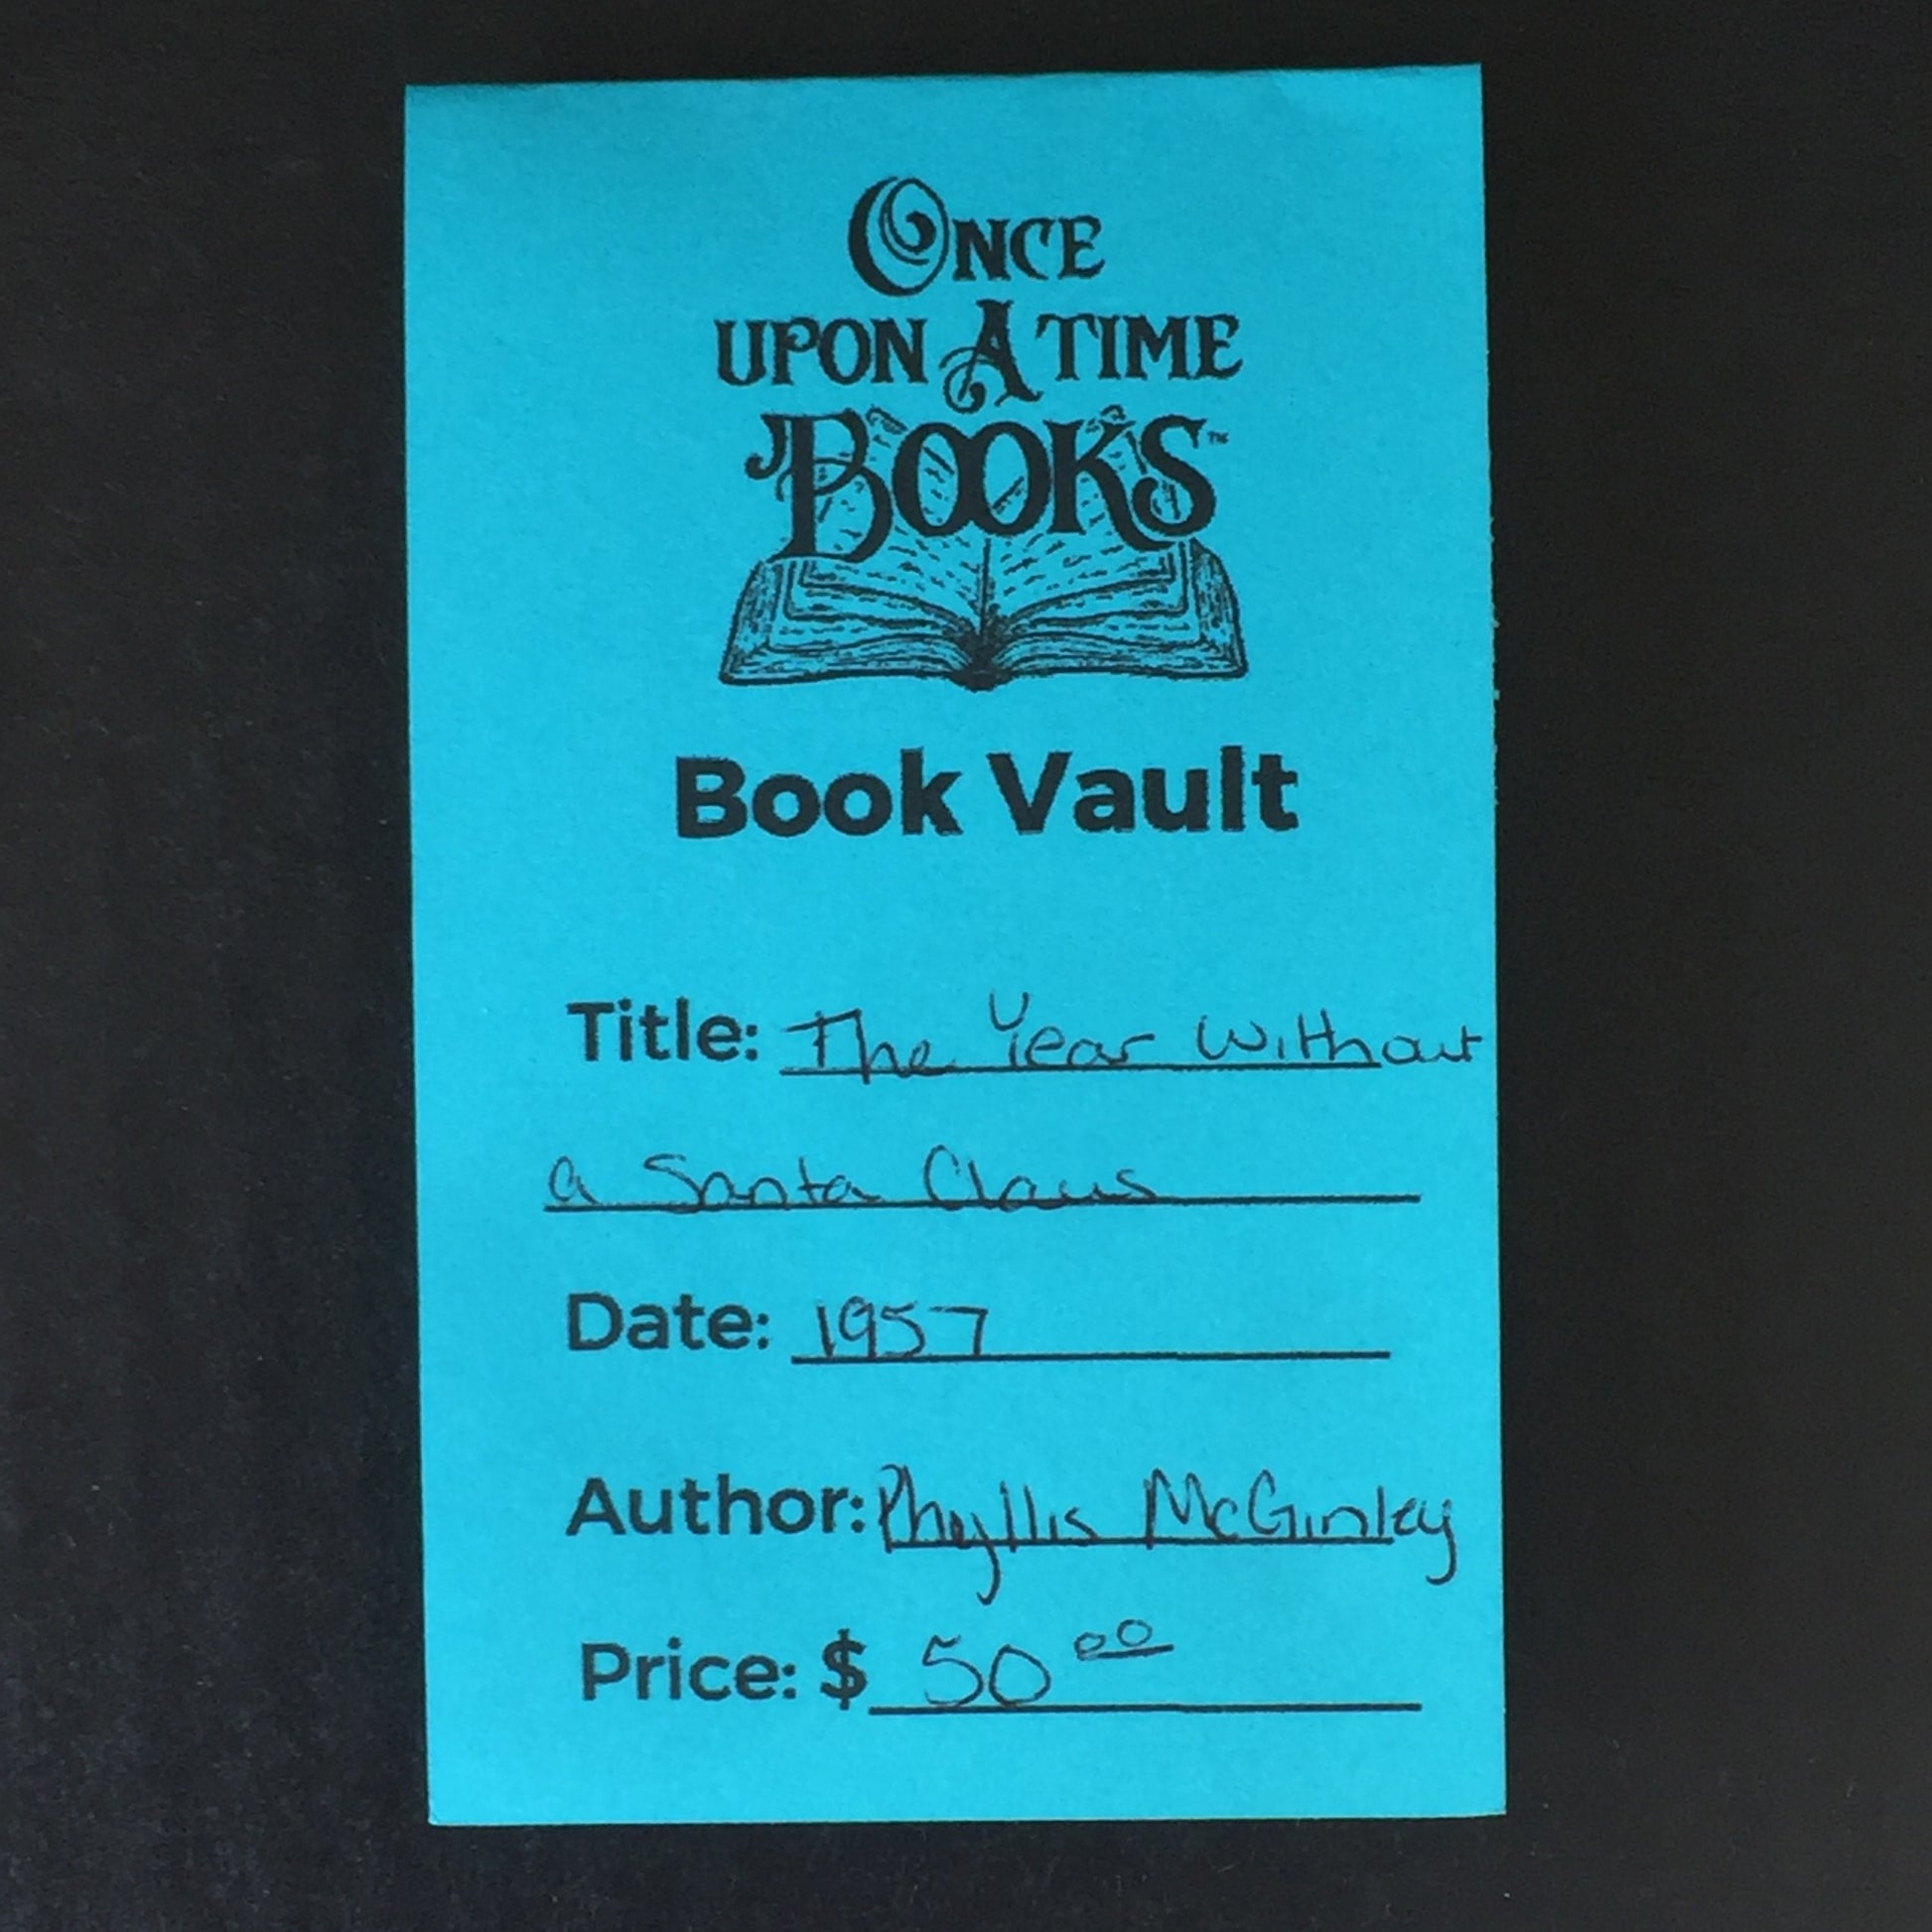 ONCE
UPON A TIME
BOOKS™
Book Vault
Title: The Year Without
a Santa Claus
Date: 1957
Author: Phyllis McGinley
Price: $ 50 00